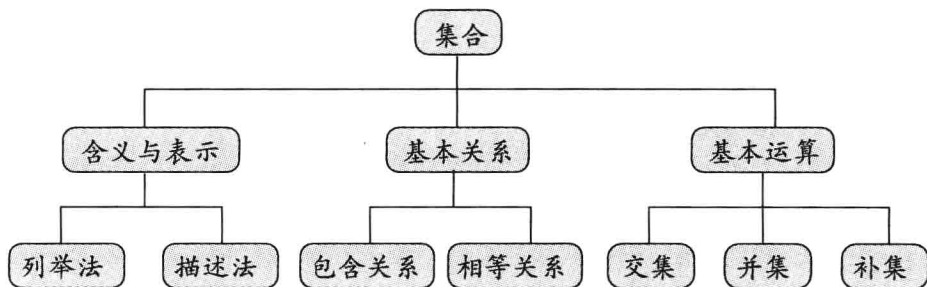 集合
含义与表示 基本关系 基本运算
列举法 描述法 包含关系 相等关系 交集 并集 补集